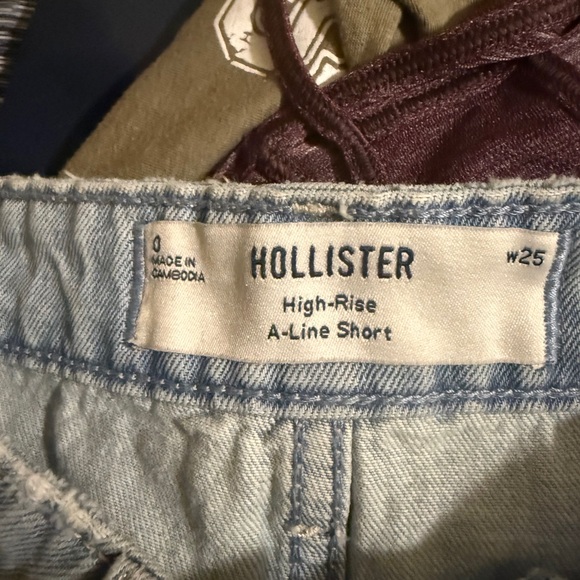 0
MADE IN
CAMBODIA
HOLLISTER
W25
High-Rise
A-Line Short